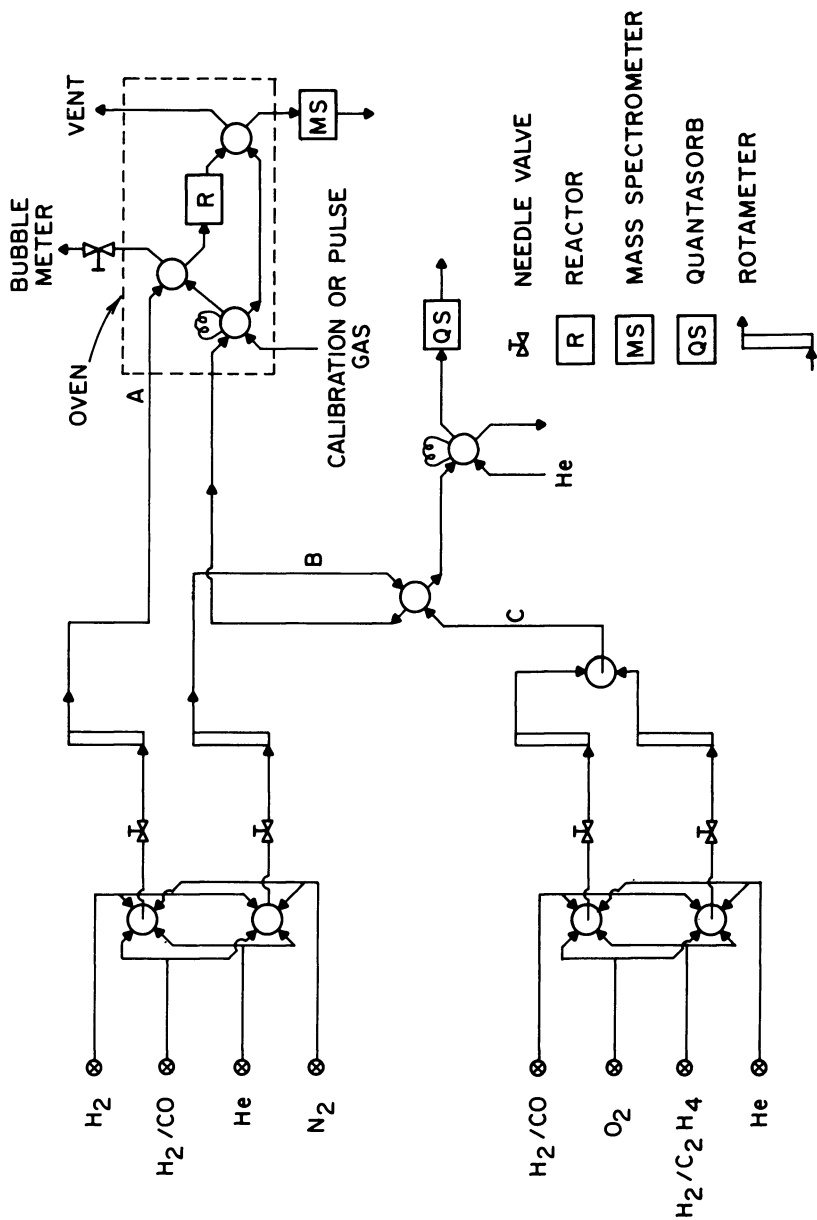 H2
H2/CO
He
N2
H2/CO
O2
H2/C2H4
He
A
B
C
OVEN
BUBBLE
METER
VENT
R
MS
CALIBRATION OR PULSE
GAS
He
QS
NEEDLE VALVE
R REACTOR
MS MASS SPECTROMETER
QS QUANTASORB
ROTAMETER